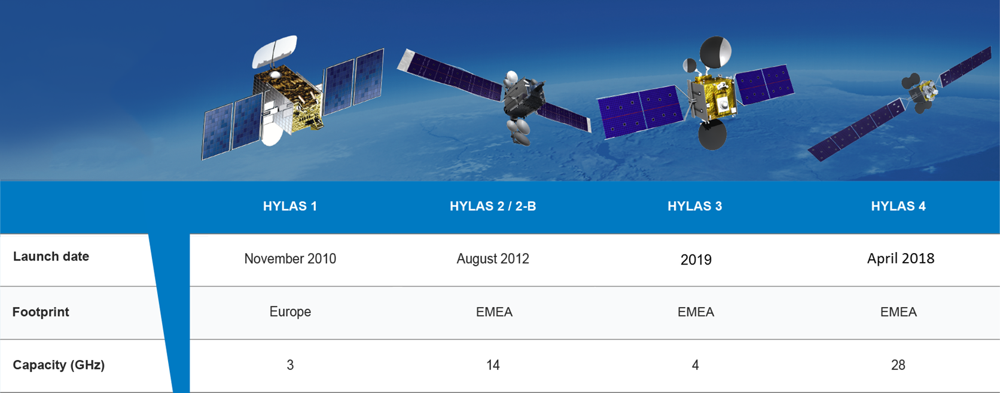 HYLAS 1 HYLAS 2 / 2-B HYLAS 3 HYLAS 4
Launch date November 2010 August 2012 2019 April 2018
Footprint Europe EMEA EMEA EMEA
Capacity (GHz) 3 14 4 28